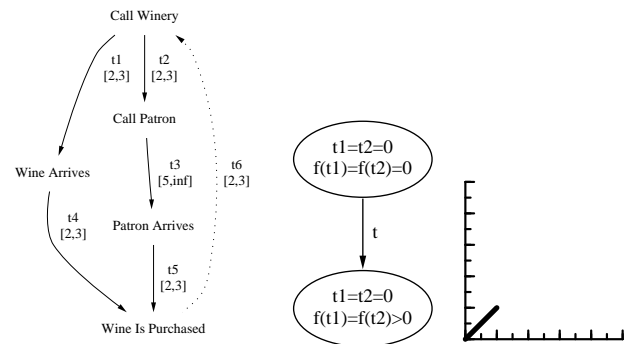 Call Winery
t1
[2,3]
t2
[2,3]
Call Patron
Wine Arrives
t3
[5,inf]
t6
[2,3]
t4
[2,3]
Patron Arrives
t5
[2,3]
Wine Is Purchased
t1=t2=0
f(t1)=f(t2)=0
t
t1=t2=0
f(t1)=f(t2)>0